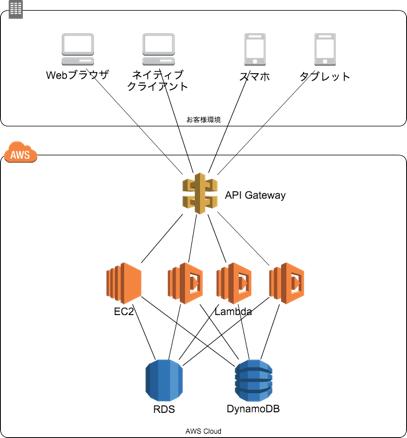 Webブラウザ
ネイティブ
クライアント
スマホ
タブレット
お客様環境
AWS
API Gateway
EC2
Lambda
RDS
DynamoDB
AWS Cloud